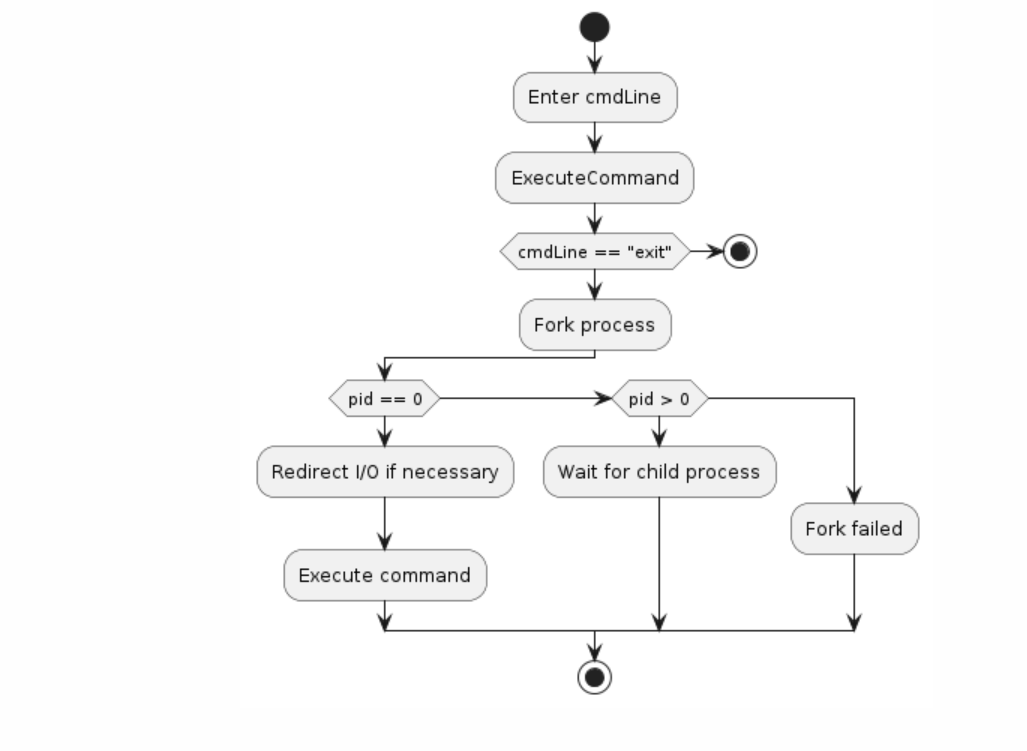 Enter cmdLine
ExecuteCommand
cmdLine == "exit"
Fork process
pid == 0
pid > 0
Redirect I/O if necessary
Wait for child process
Fork failed
Execute command